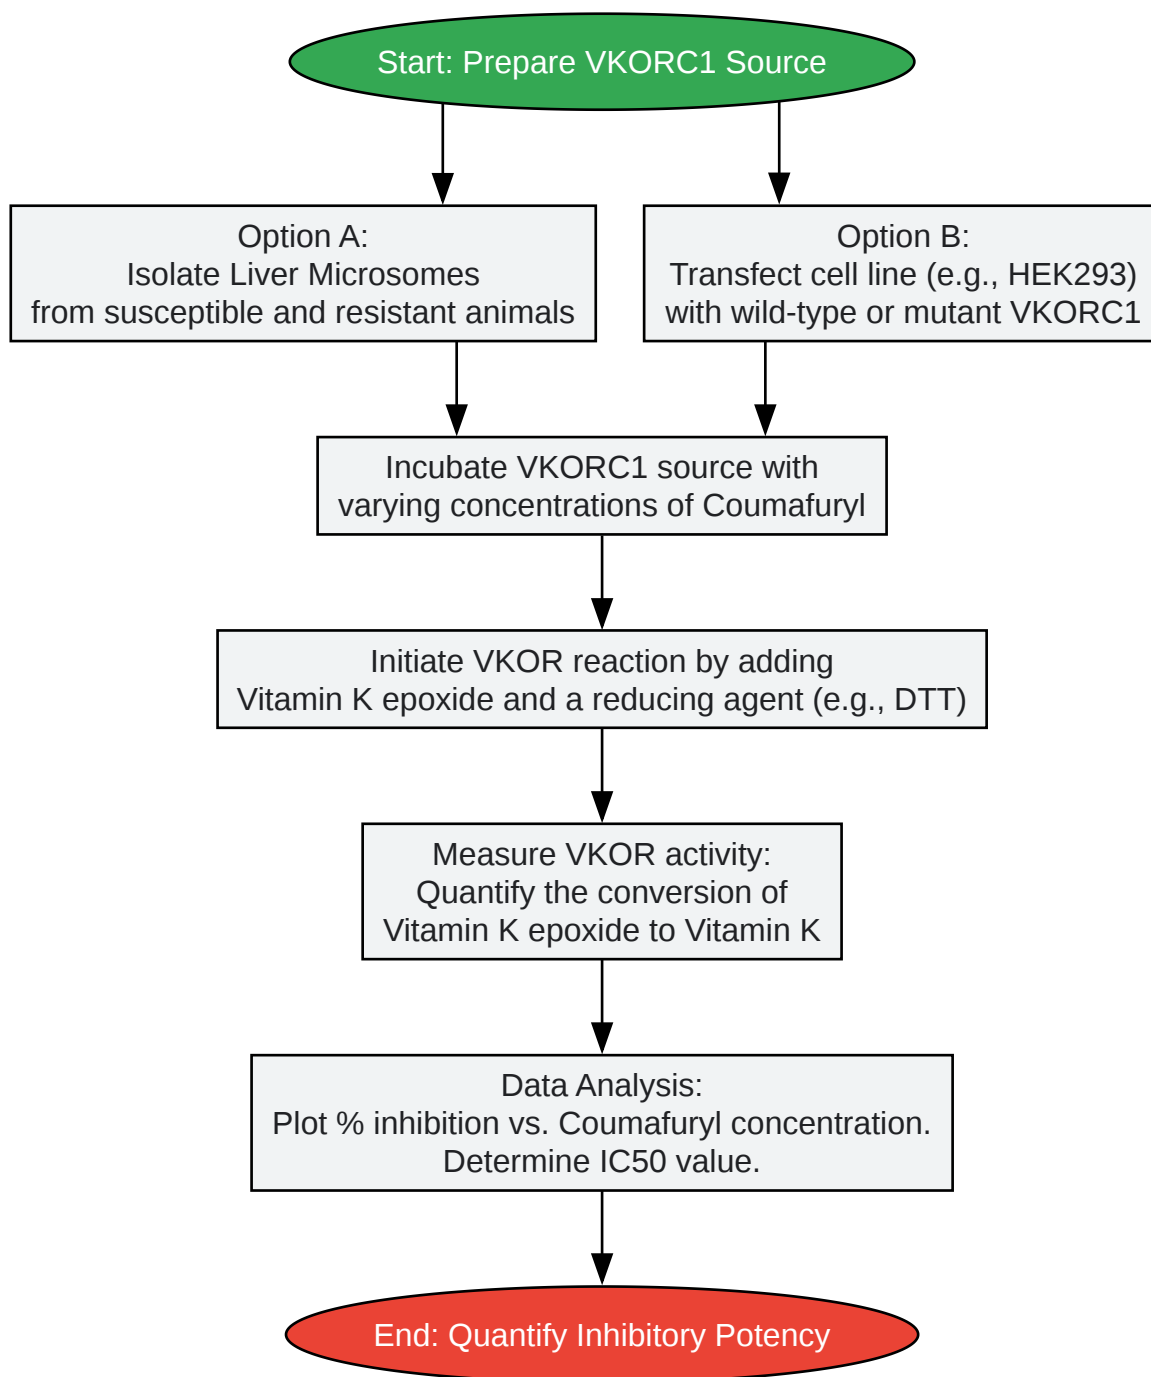 Start: Prepare VKORC1 Source
Option A:
Isolate Liver Microsomes
from susceptible and resistant animals
Option B:
Transfect cell line (e.g., HEK293)
with wild-type or mutant VKORC1
Incubate VKORC1 source with
varying concentrations of Coumafuryl
Initiate VKOR reaction by adding
Vitamin K epoxide and a reducing agent (e.g., DTT)
Measure VKOR activity:
Quantify the conversion of
Vitamin K epoxide to Vitamin K
Data Analysis:
Plot % inhibition vs. Coumafuryl concentration.
Determine IC50 value.
End: Quantify Inhibitory Potency